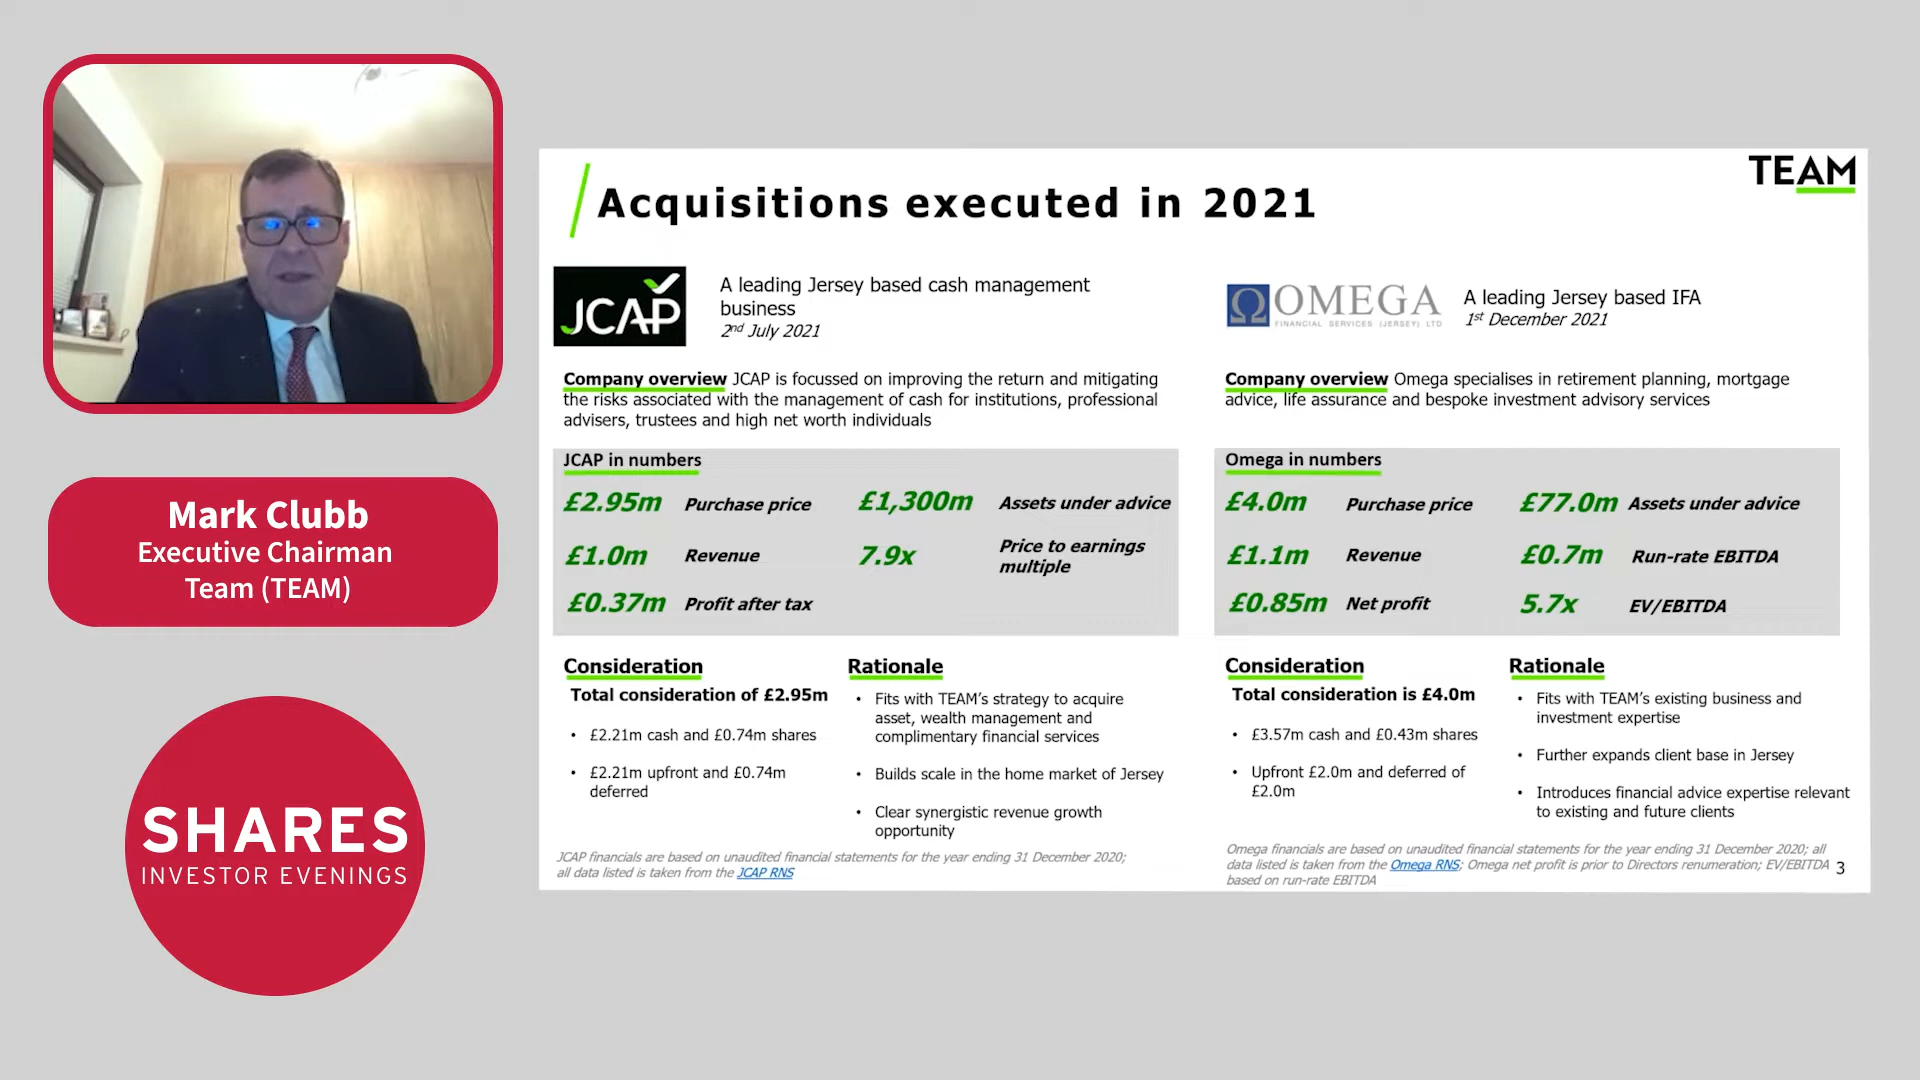 Mark Clubb
Executive Chairman
Team (TEAM)
SHARES
INVESTOR EVENINGS
TEAM
Acquisitions executed in 2021
JCAP
A leading Jersey based cash management
business
2nd July 2021
Company overview JCAP is focussed on improving the return and mitigating
the risks associated with the management of cash for institutions, professional
advisers, trustees and high net worth individuals
JCAP in numbers
£2.95m Purchase price £1,300m Assets under advice
£1.0m Revenue 7.9x Price to earnings
multiple
£0.37m Profit after tax
Consideration
Total consideration of £2.95m
• £2.21m cash and £0.74m shares
• £2.21m upfront and £0.74m
deferred
Rationale
• Fits with TEAM's strategy to acquire
asset, wealth management and
complimentary financial services
• Builds scale in the home market of Jersey
• Clear synergistic revenue growth
opportunity
JCAP financials are based on unaudited financial statements for the year ending 31 December 2020;
all data listed is taken from the JCAP RNS
Ω OMEGA
FINANCIAL SERVICES (JERSEY) LTD
A leading Jersey based IFA
1st December 2021
Company overview Omega specialises in retirement planning, mortgage
advice, life assurance and bespoke investment advisory services
Omega in numbers
£4.0m Purchase price £77.0m Assets under advice
£1.1m Revenue £0.7m Run-rate EBITDA
£0.85m Net profit 5.7x EV/EBITDA
Consideration
Total consideration is £4.0m
• £3.57m cash and £0.43m shares
• Upfront £2.0m and deferred of
£2.0m
Rationale
• Fits with TEAM's existing business and
investment expertise
• Further expands client base in Jersey
• Introduces financial advice expertise relevant
to existing and future clients
Omega financials are based on unaudited financial statements for the year ending 31 December 2020; all
data listed is taken from the Omega RNS; Omega net profit is prior to Directors renumeration; EV/EBITDA
based on run-rate EBITDA
3